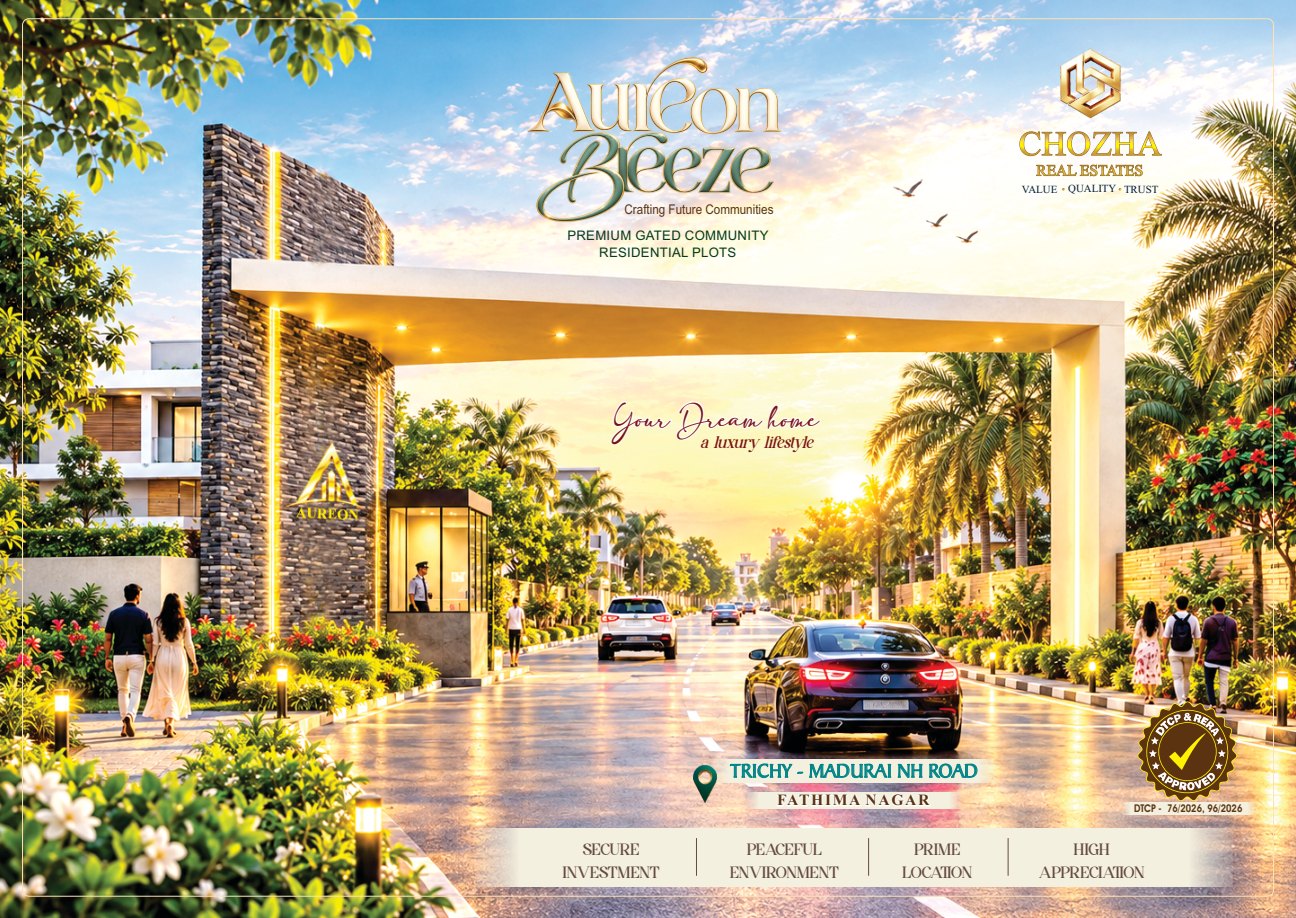 Aureon
Breeze
Crafting Future Communities
PREMIUM GATED COMMUNITY
RESIDENTIAL PLOTS
CHOZHA
REAL ESTATES
VALUE • QUALITY • TRUST
Your Dream home
a luxury lifestyle
AUREON
TRICHY - MADURAI NH ROAD
FATHIMA NAGAR
DTCP & RERA
APPROVED
DTCP - 76/2026, 96/2026
SECURE
INVESTMENT
PEACEFUL
ENVIRONMENT
PRIME
LOCATION
HIGH
APPRECIATION